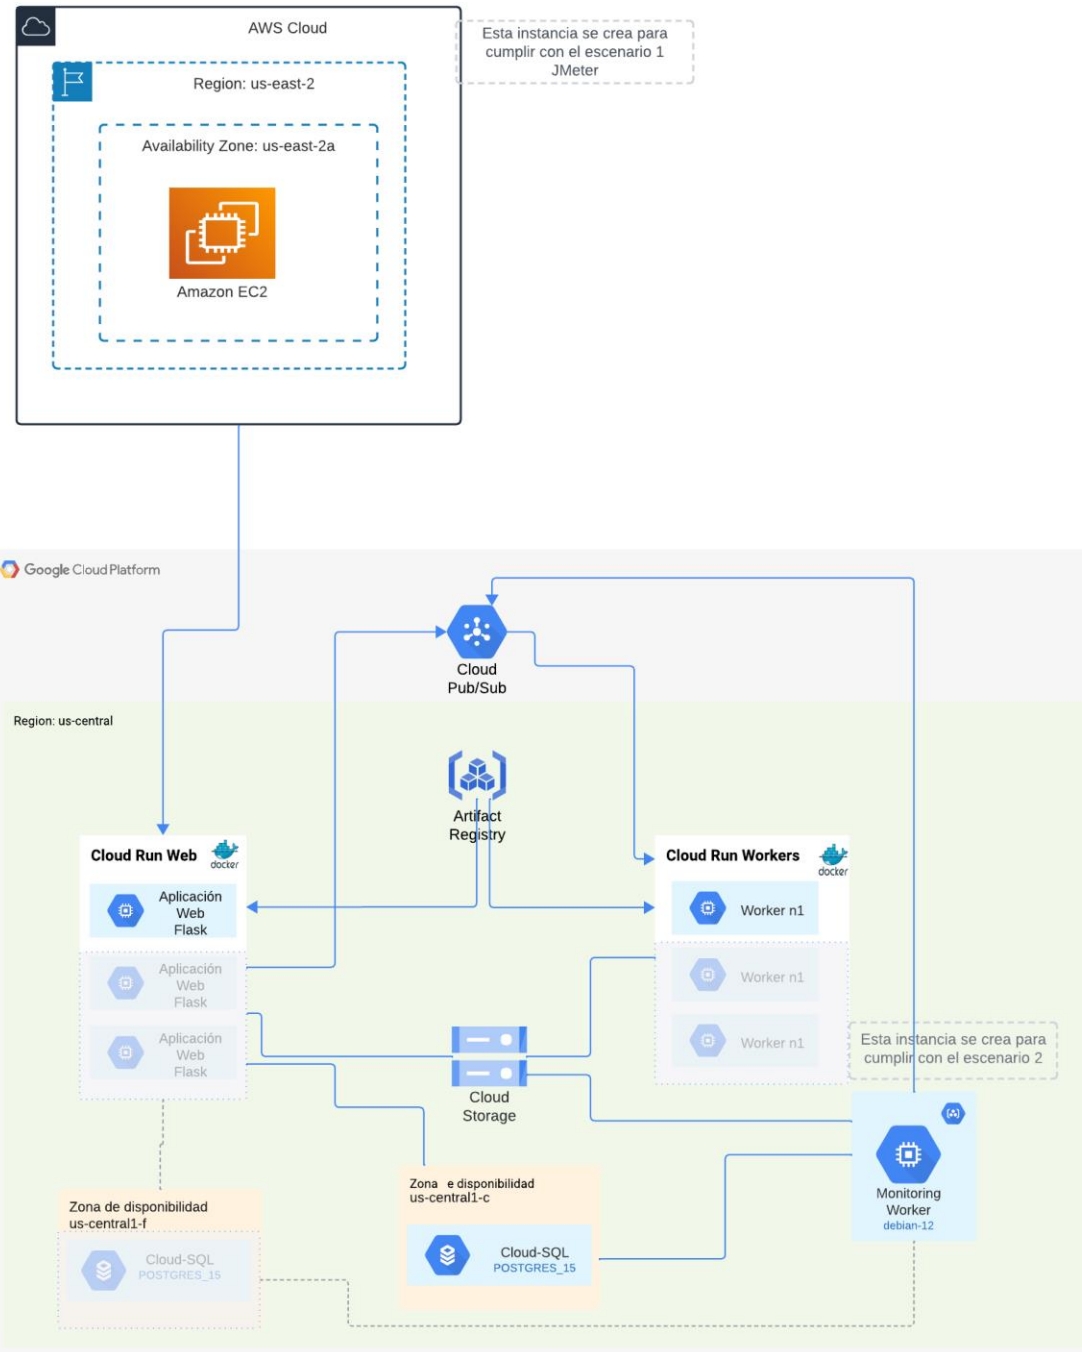 AWS Cloud
Esta instancia se crea para
cumplir con el escenario 1
JMeter
Region: us-east-2
Availability Zone: us-east-2a
Amazon EC2
Google Cloud Platform
Cloud
Pub/Sub
Region: us-central
Artifact
Registry
Cloud Run Web
docker
Aplicación
Web
Flask
Aplicación
Web
Flask
Aplicación
Web
Flask
Cloud Run Workers
docker
Worker n1
Worker n1
Worker n1
Esta instancia se crea para
cumplir con el escenario 2
Cloud
Storage
Monitoring
Worker
debian-12
Zona de disponibilidad
us-central1-f
Cloud-SQL
POSTGRES_15
Zona e disponibilidad
us-central1-c
Cloud-SQL
POSTGRES_15